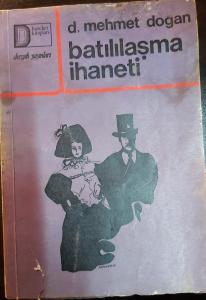 d. mehmet dogan
batılılaşma
ihaneti